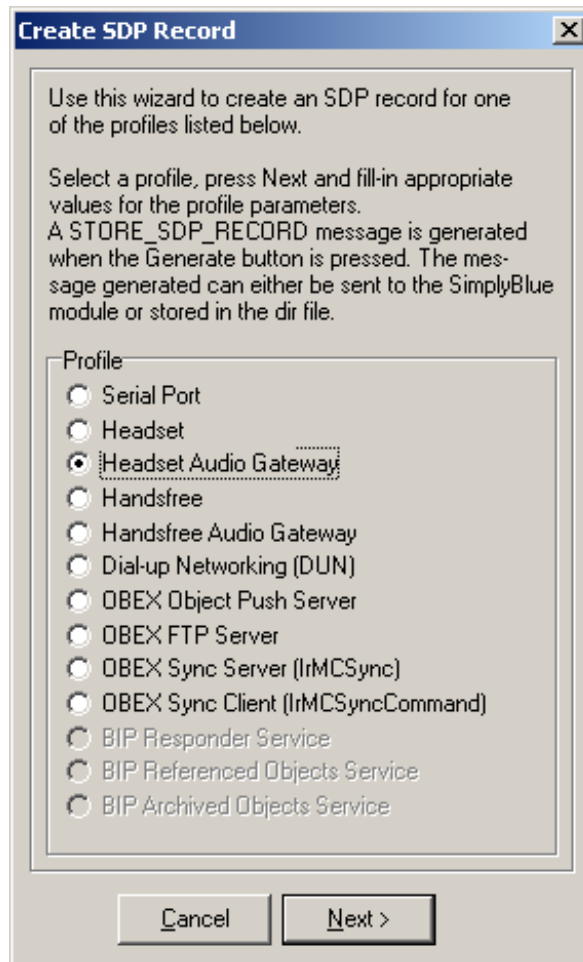 Create SDP Record
Use this wizard to create an SDP record for one
of the profiles listed below.
Select a profile, press Next and fill-in appropriate
values for the profile parameters.
A STORE_SDP_RECORD message is generated
when the Generate button is pressed. The mes-
sage generated can either be sent to the SimplyBlue
module or stored in the dir file.
Profile
Serial Port
Headset
Headset Audio Gateway
Handsfree
Handsfree Audio Gateway
Dial-up Networking (DUN)
OBEX Object Push Server
OBEX FTP Server
OBEX Sync Server (IrMCSync)
OBEX Sync Client (IrMCSyncCommand)
BIP Responder Service
BIP Referenced Objects Service
BIP Archived Objects Service
Cancel
Next >